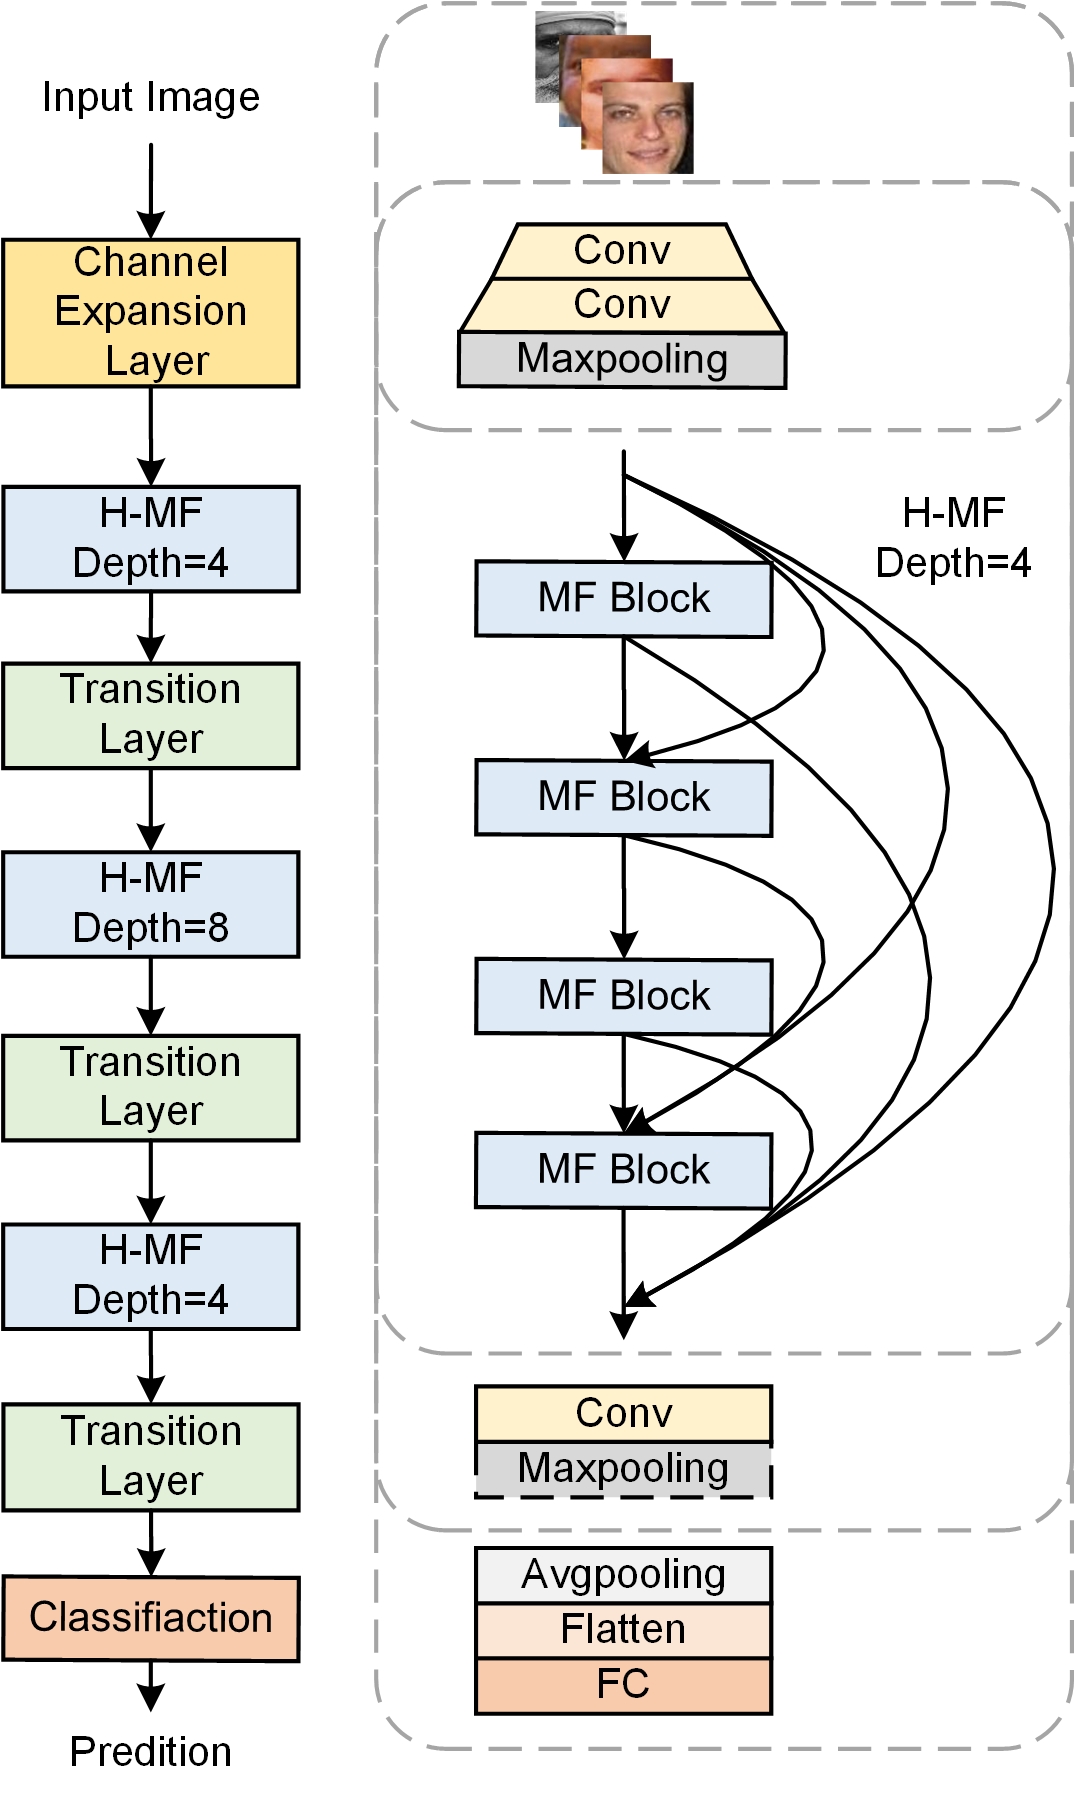 Input Image
Channel
Expansion
Layer
H-MF
Depth=4
Transition
Layer
H-MF
Depth=8
Transition
Layer
H-MF
Depth=4
Transition
Layer
Classifiaction
Predition
Conv
Conv
Maxpooling
H-MF
Depth=4
MF Block
MF Block
MF Block
MF Block
Conv
Maxpooling
Avgpooling
Flatten
FC